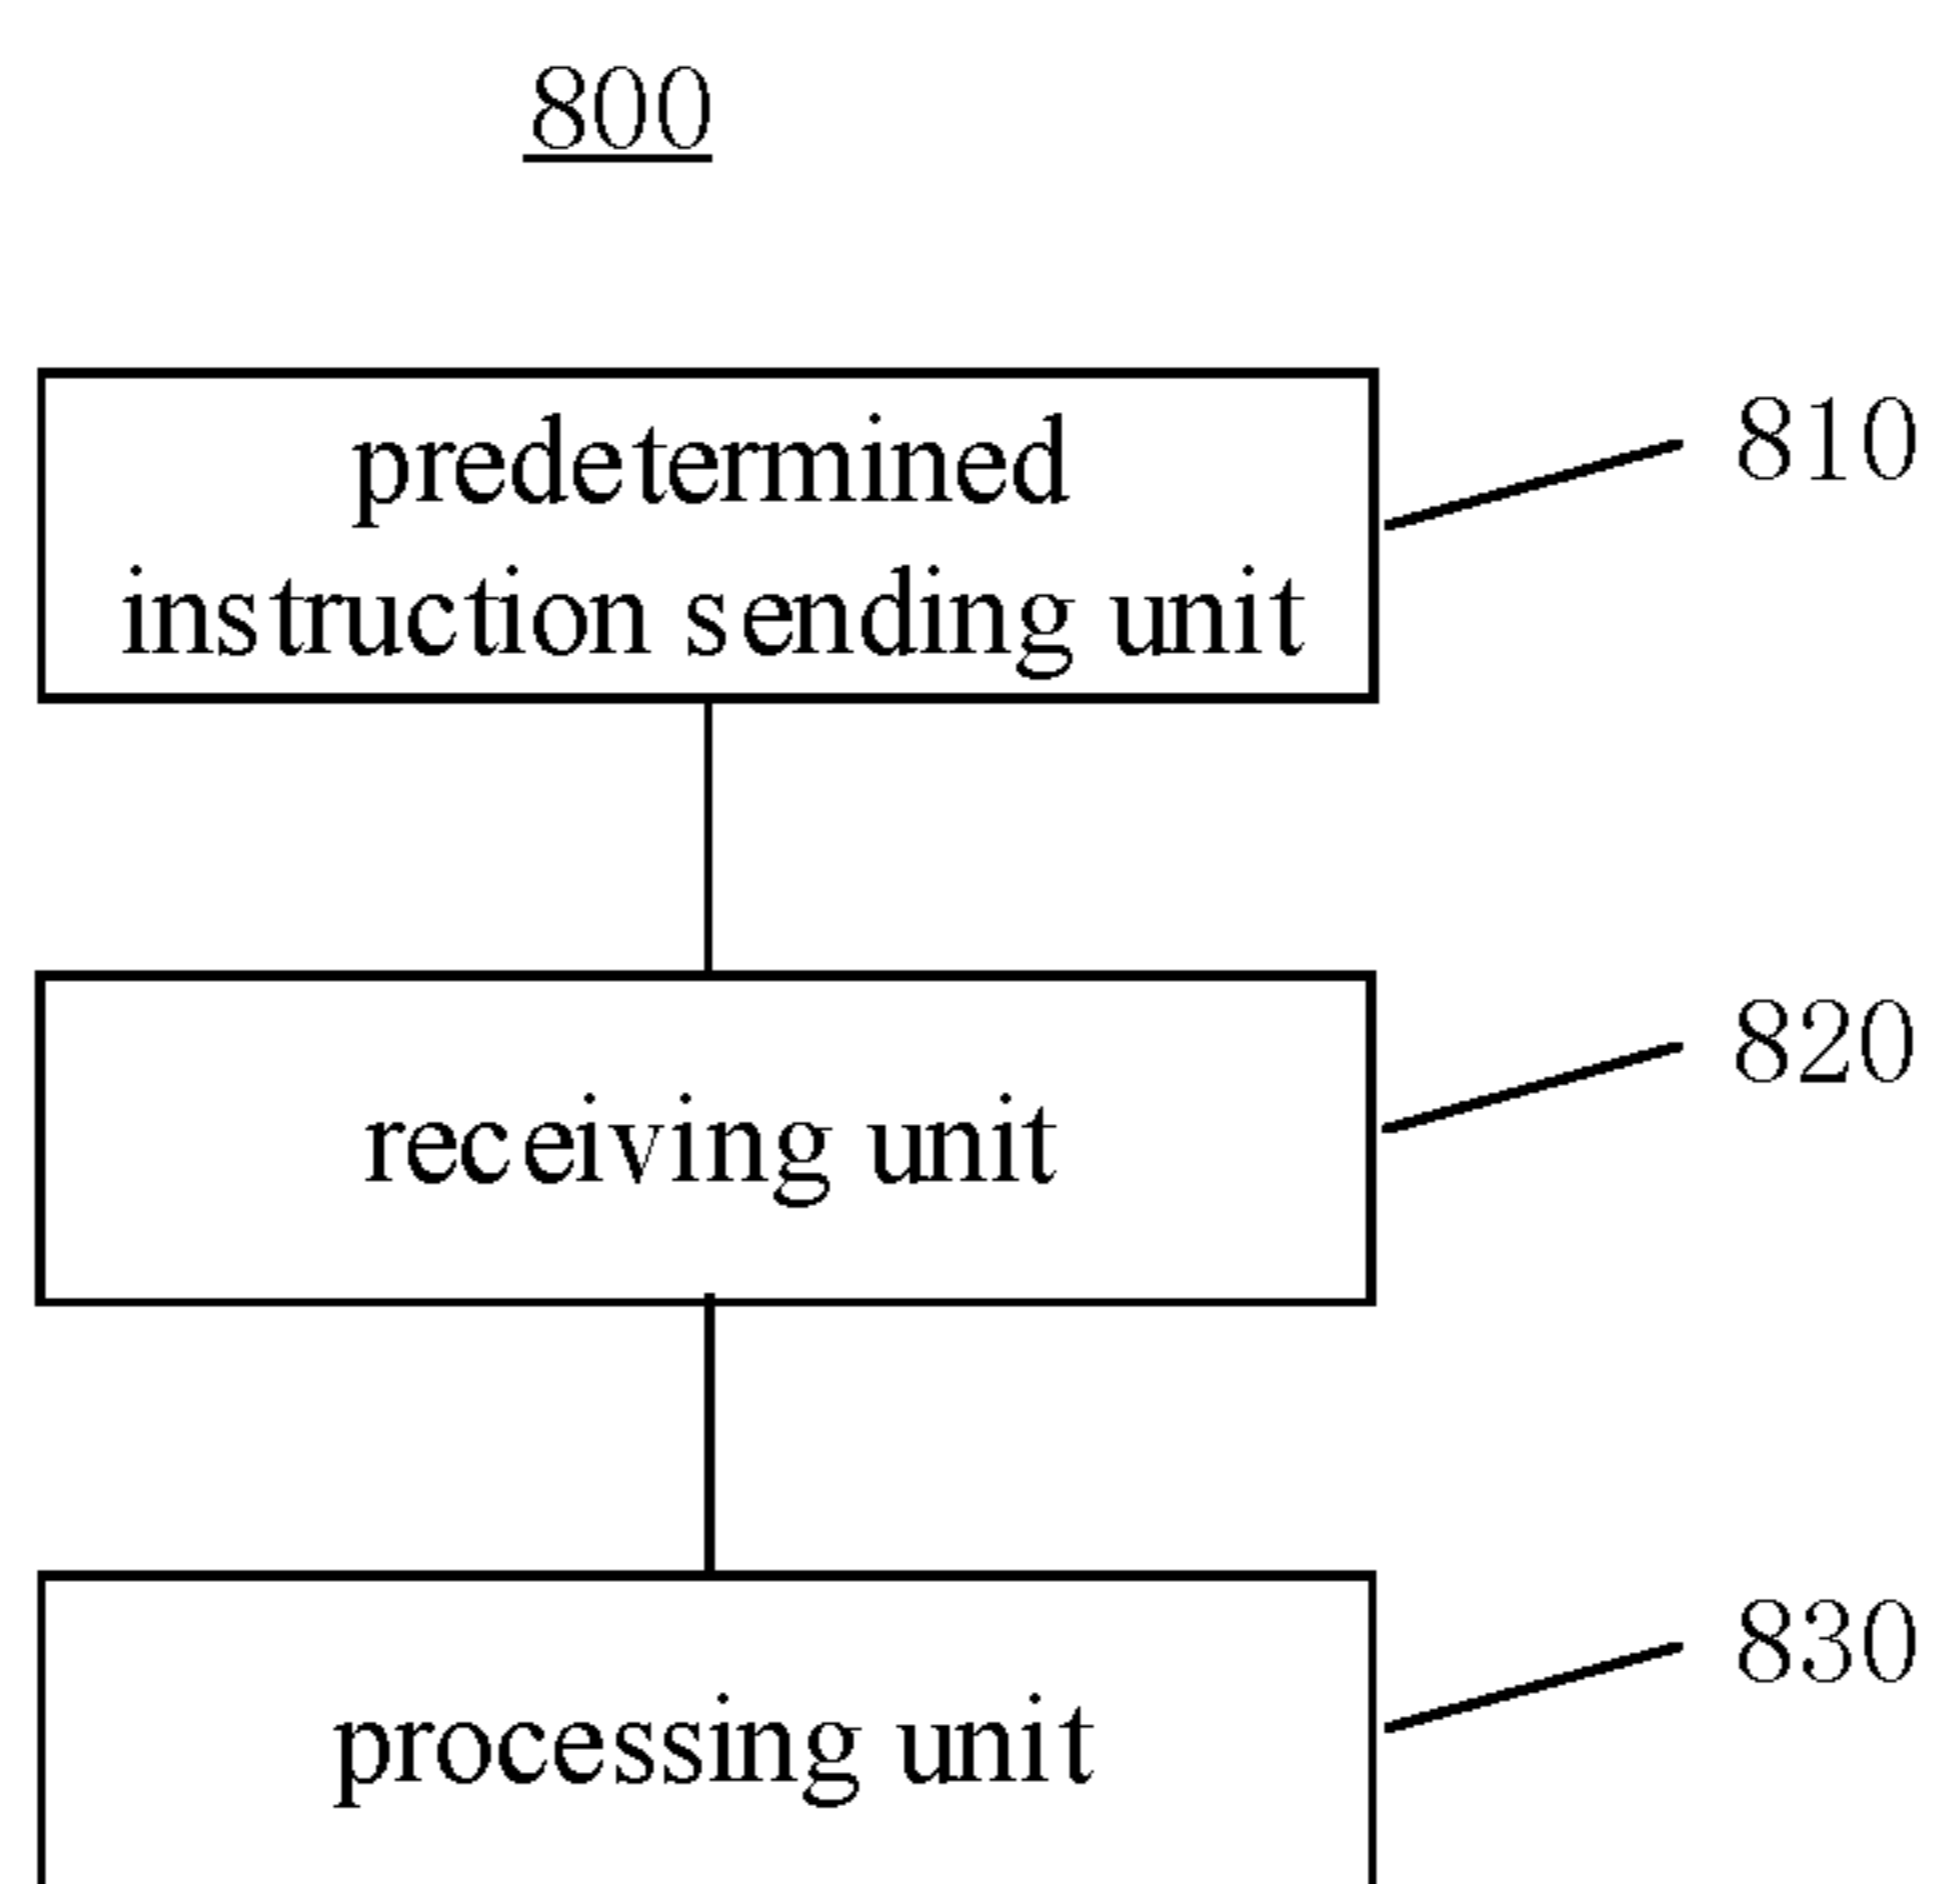 800
predetermined
instruction sending unit
810
receiving unit
820
processing unit
830